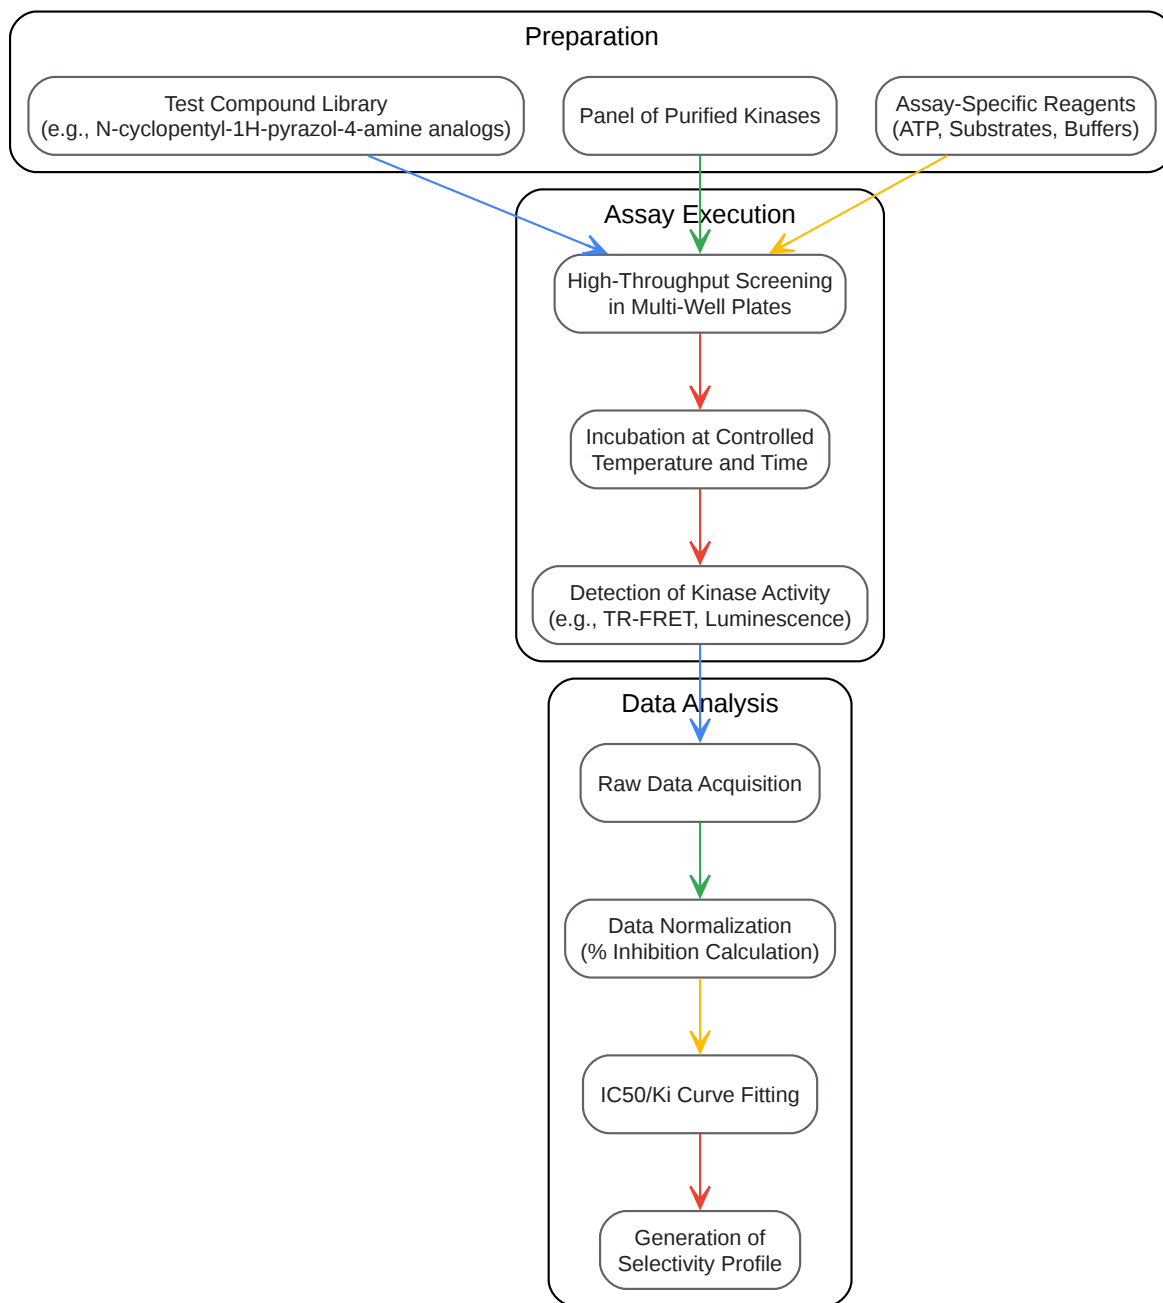 Preparation
Test Compound Library
(e.g., N-cyclopentyl-1H-pyrazol-4-amine analogs)
Panel of Purified Kinases
Assay-Specific Reagents
(ATP, Substrates, Buffers)
Assay Execution
High-Throughput Screening
in Multi-Well Plates
Incubation at Controlled
Temperature and Time
Detection of Kinase Activity
(e.g., TR-FRET, Luminescence)
Data Analysis
Raw Data Acquisition
Data Normalization
(% Inhibition Calculation)
IC50/Ki Curve Fitting
Generation of
Selectivity Profile